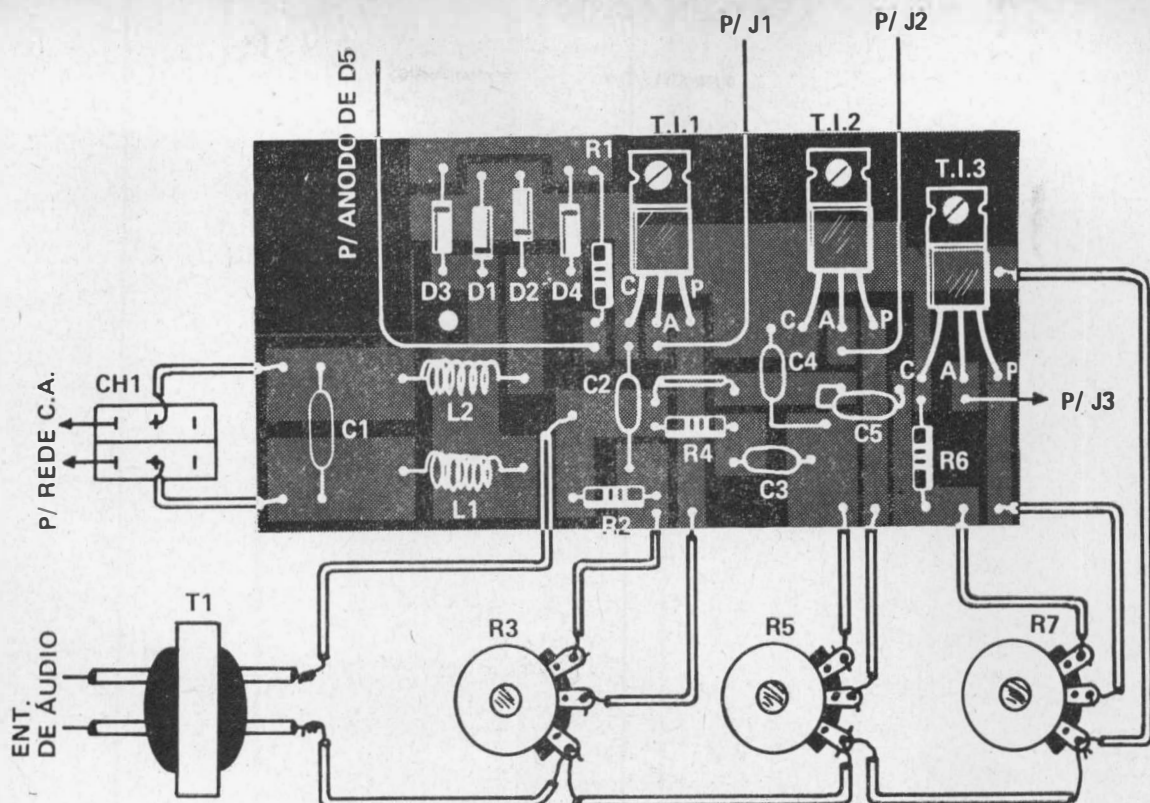 P/ J1
P/ J2
P/ ANODO DE D5
T.I.1
T.I.2
T.I.3
R1
C
A
P
C
A
P
C
A
P
D3
D1
D2
D4
P/ REDE C.A.
CH1
C1
L2
L1
C2
R4
R2
C4
C3
C5
R6
P/ J3
ENT.
DE ÁUDIO
T1
R3
R5
R7